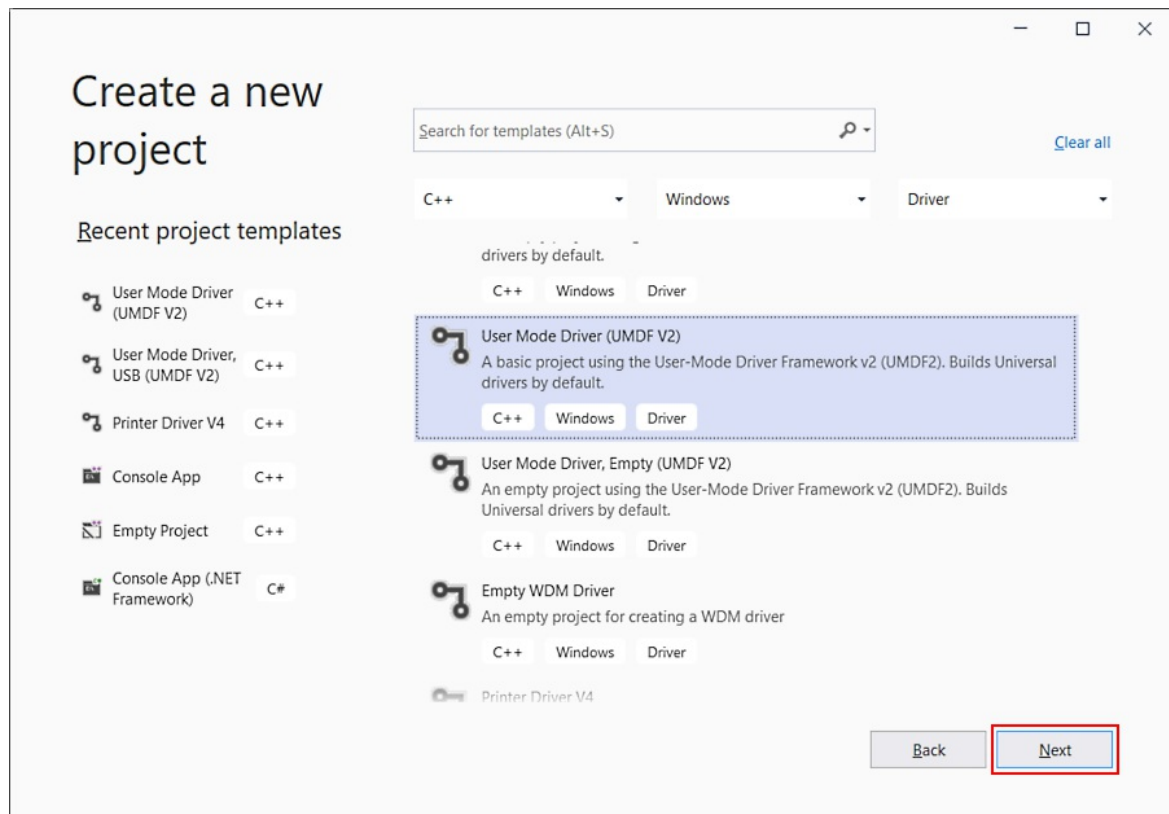 Create a new
project
Search for templates (Alt+S)
Clear all
C++ Windows Driver
Recent project templates
User Mode Driver
(UMDF V2)
C++
User Mode Driver,
USB (UMDF V2)
C++
Printer Driver V4 C++
Console App C++
Empty Project C++
Console App (.NET
Framework)
C#
drivers by default.
C++ Windows Driver
User Mode Driver (UMDF V2)
A basic project using the User-Mode Driver Framework v2 (UMDF2). Builds Universal
drivers by default.
C++ Windows Driver
User Mode Driver, Empty (UMDF V2)
An empty project using the User-Mode Driver Framework v2 (UMDF2). Builds
Universal drivers by default.
C++ Windows Driver
Empty WDM Driver
An empty project for creating a WDM driver
C++ Windows Driver
Printer Driver V4
Back Next